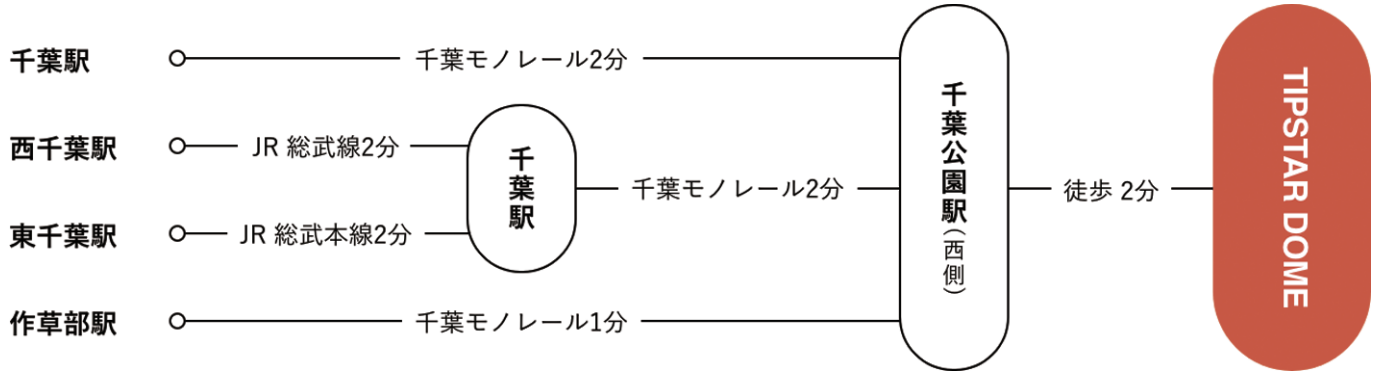 千葉駅
千葉モノレール2分
西千葉駅
JR 総武線2分
東千葉駅
JR 総武本線2分
千葉駅
千葉モノレール2分
作草部駅
千葉モノレール1分
千葉公園駅(西側)
徒歩 2分
TIPSTAR DOME